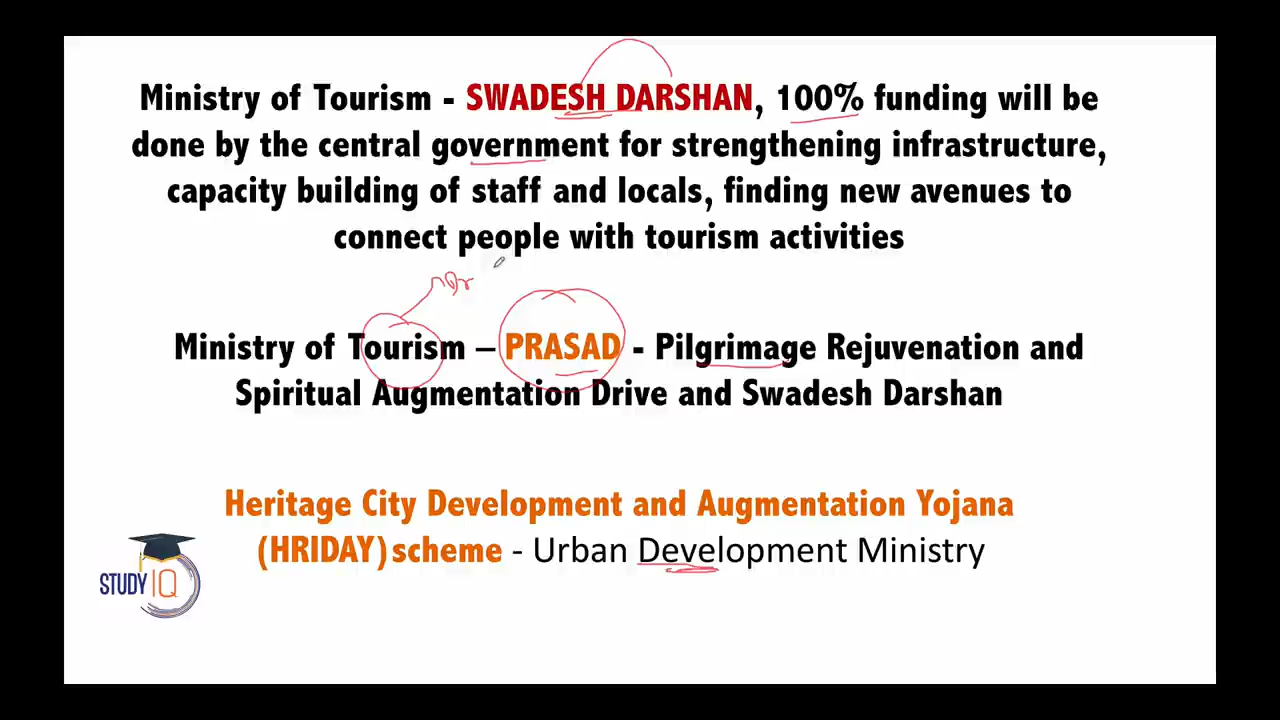 Ministry of Tourism - SWADESH DARSHAN, 100% funding will be
done by the central government for strengthening infrastructure,
capacity building of staff and locals, finding new avenues to
connect people with tourism activities
Ministry of Tourism – PRASAD - Pilgrimage Rejuvenation and
Spiritual Augmentation Drive and Swadesh Darshan
Heritage City Development and Augmentation Yojana
(HRIDAY) scheme - Urban Development Ministry
STUDY IQ